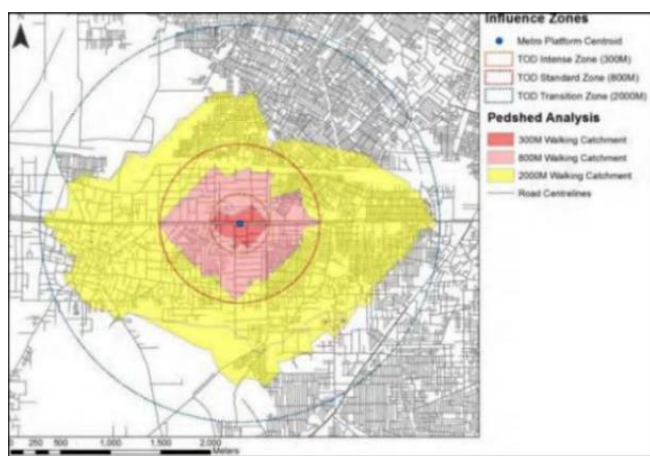 Influence Zones
Metro Platform Centroid
TOD Intense Zone (300M)
TOD Standard Zone (800M)
TOD Transition Zone (2000M)
Pedshed Analysis
300M Walking Catchment
800M Walking Catchment
2000M Walking Catchment
Road Centrelines
0 250 500 1,000 1,500 2,000
Meters